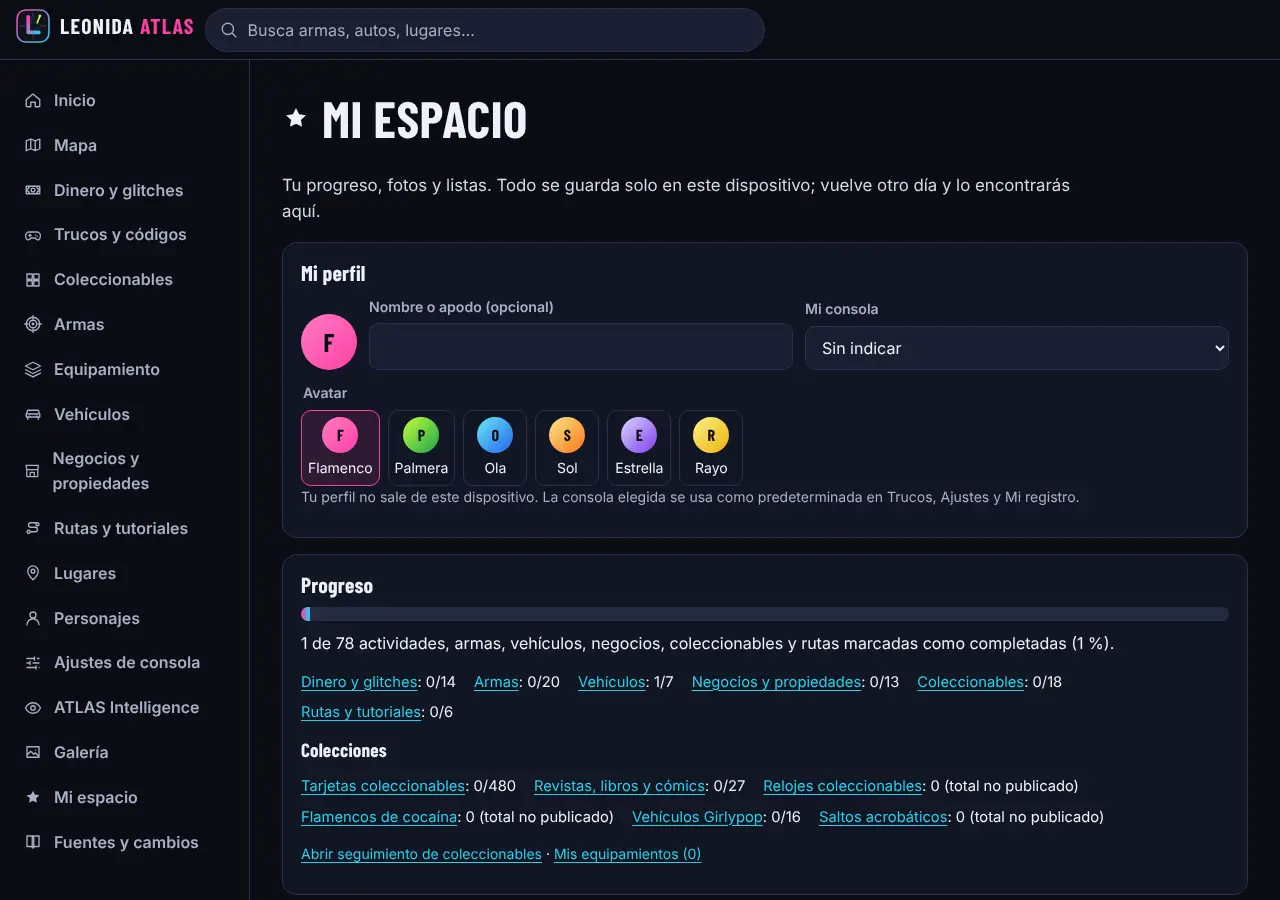 LEONIDA ATLAS
Busca armas, autos, lugares...
Inicio
Mapa
Dinero y glitches
Trucos y códigos
Coleccionables
Armas
Equipamiento
Vehículos
Negocios y
propiedades
Rutas y tutoriales
Lugares
Personajes
Ajustes de consola
ATLAS Intelligence
Galería
Mi espacio
Fuentes y cambios
MI ESPACIO
Tu progreso, fotos y listas. Todo se guarda solo en este dispositivo; vuelve otro día y lo encontrarás
aquí.
Mi perfil
F
Nombre o apodo (opcional)
Mi consola
Sin indicar
Avatar
F P O S E R
Flamenco Palmera Ola Sol Estrella Rayo
Tu perfil no sale de este dispositivo. La consola elegida se usa como predeterminada en Trucos, Ajustes y Mi registro.
Progreso
1 de 78 actividades, armas, vehículos, negocios, coleccionables y rutas marcadas como completadas (1 %).
Dinero y glitches: 0/14 Armas: 0/20 Vehículos: 1/7 Negocios y propiedades: 0/13 Coleccionables: 0/18
Rutas y tutoriales: 0/6
Colecciones
Tarjetas coleccionables: 0/480 Revistas, libros y cómics: 0/27 Relojes coleccionables: 0 (total no publicado)
Flamencos de cocaína: 0 (total no publicado) Vehículos Girlypop: 0/16 Saltos acrobáticos: 0 (total no publicado)
Abrir seguimiento de coleccionables · Mis equipamientos (0)